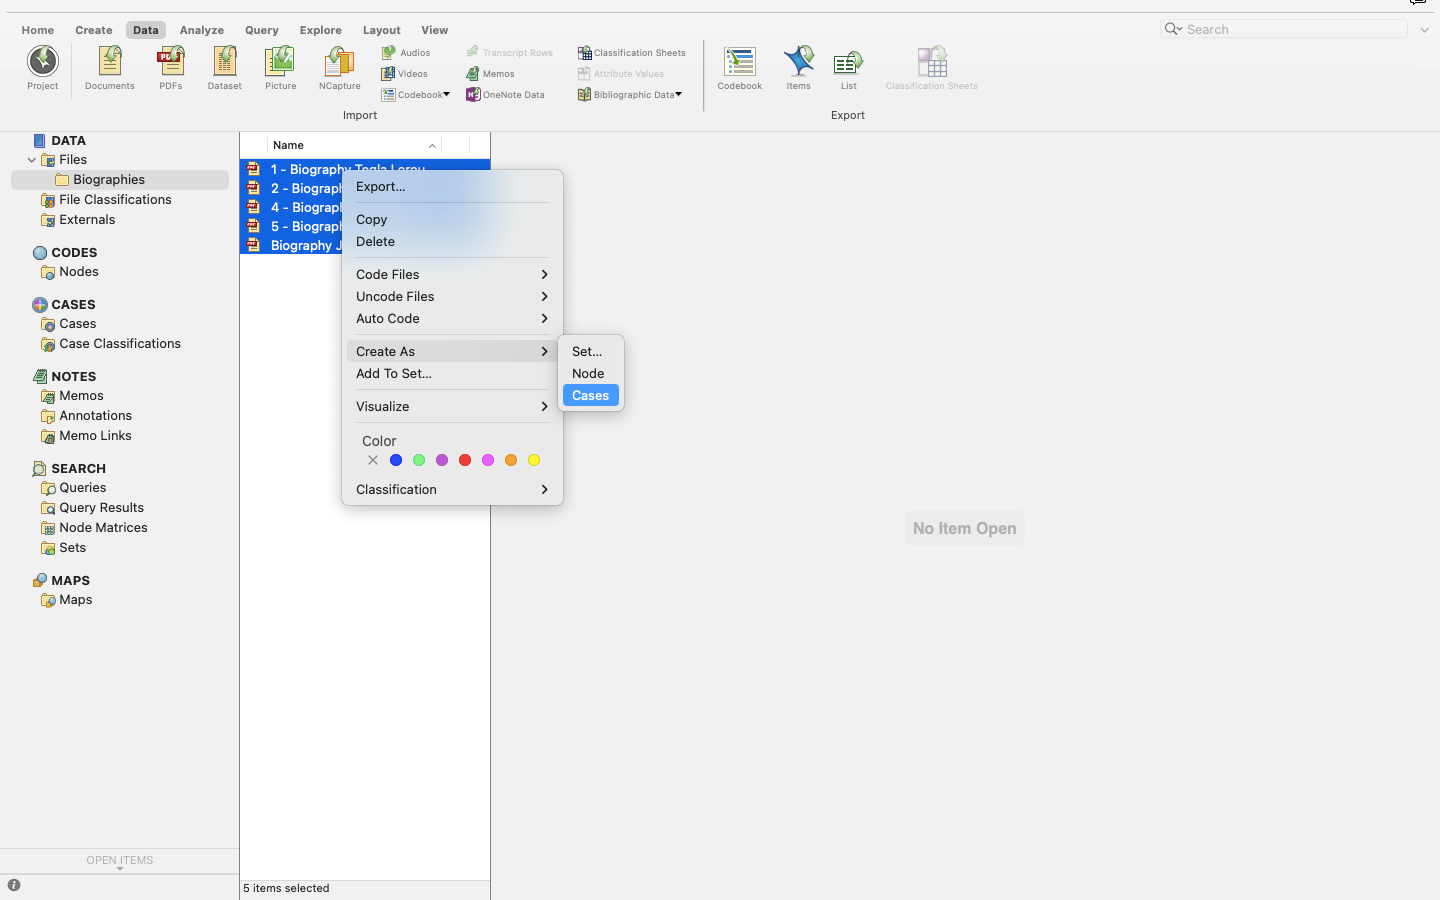 Home Create Data Analyze Query Explore Layout View
Search
Project
Documents
PDFs
Dataset
Picture
NCapture
Audios
Videos
Codebook
Transcript Rows
Memos
OneNote Data
Classification Sheets
Attribute Values
Bibliographic Data
Import
Codebook
Items
List
Classification Sheets
Export
DATA
Files
Biographies
File Classifications
Externals
CODES
Nodes
CASES
Cases
Case Classifications
NOTES
Memos
Annotations
Memo Links
SEARCH
Queries
Query Results
Node Matrices
Sets
MAPS
Maps
OPEN ITEMS
Name
1 - Biography Tegla Lorou
2 - Biograph
4 - Biograph
5 - Biograph
Biography J
5 items selected
Export...
Copy
Delete
Code Files
Uncode Files
Auto Code
Create As
Add To Set...
Visualize
Color
Classification
Set...
Node
Cases
No Item Open